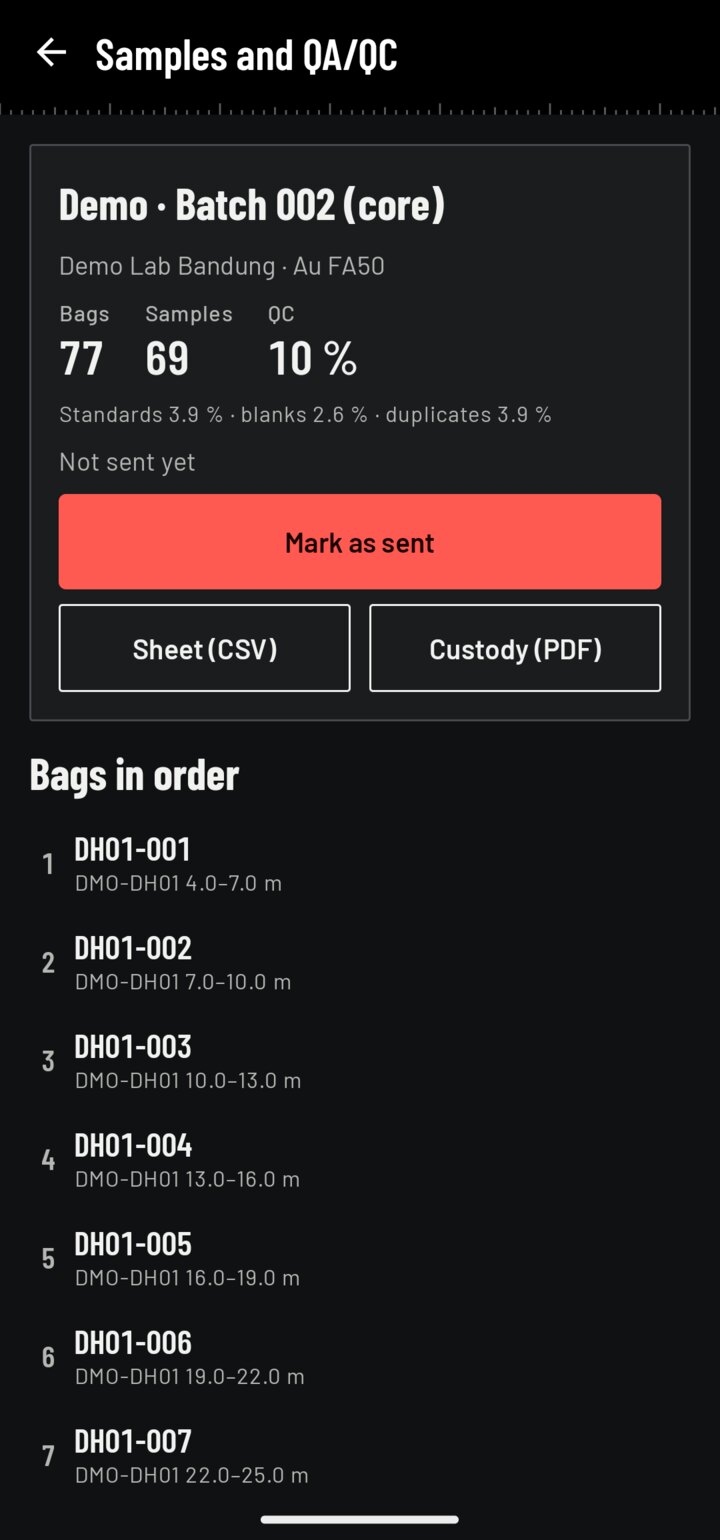 Samples and QA/QC
Demo · Batch 002 (core)
Demo Lab Bandung · Au FA50
Bags Samples QC
77 69 10 %
Standards 3.9 % · blanks 2.6 % · duplicates 3.9 %
Not sent yet
Mark as sent
Sheet (CSV) Custody (PDF)
Bags in order
1 DH01-001
DMO-DH01 4.0–7.0 m
2 DH01-002
DMO-DH01 7.0–10.0 m
3 DH01-003
DMO-DH01 10.0–13.0 m
4 DH01-004
DMO-DH01 13.0–16.0 m
5 DH01-005
DMO-DH01 16.0–19.0 m
6 DH01-006
DMO-DH01 19.0–22.0 m
7 DH01-007
DMO-DH01 22.0–25.0 m